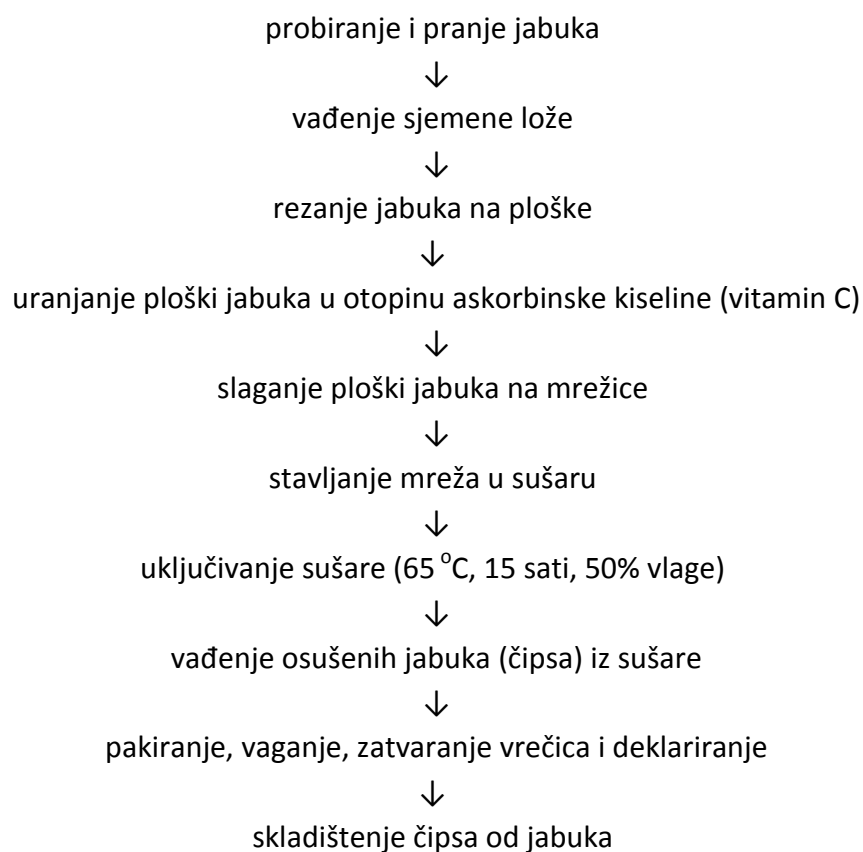 probiranje i pranje jabuka
↓
vađenje sjemene lože
↓
rezanje jabuka na ploške
↓
uranjanje ploški jabuka u otopinu askorbinske kiseline (vitamin C)
↓
slaganje ploški jabuka na mrežice
↓
stavljanje mreža u sušaru
↓
uključivanje sušare (65 °C, 15 sati, 50% vlage)
↓
vađenje osušenih jabuka (čipsa) iz sušare
↓
pakiranje, vaganje, zatvaranje vrečica i deklariranje
↓
skladištenje čipsa od jabuka